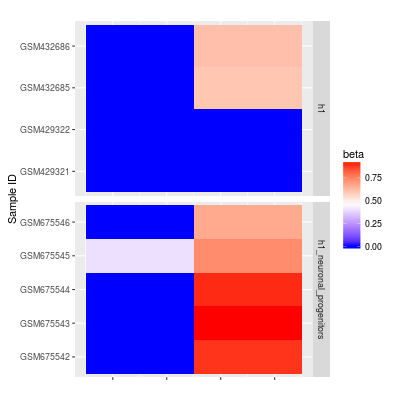 GSM432686
GSM432685
GSM429322
GSM429321
h1
GSM675546
GSM675545
GSM675544
GSM675543
GSM675542
h1_neuronal_progenitors
Sample ID
beta
0.75
0.50
0.25
0.00